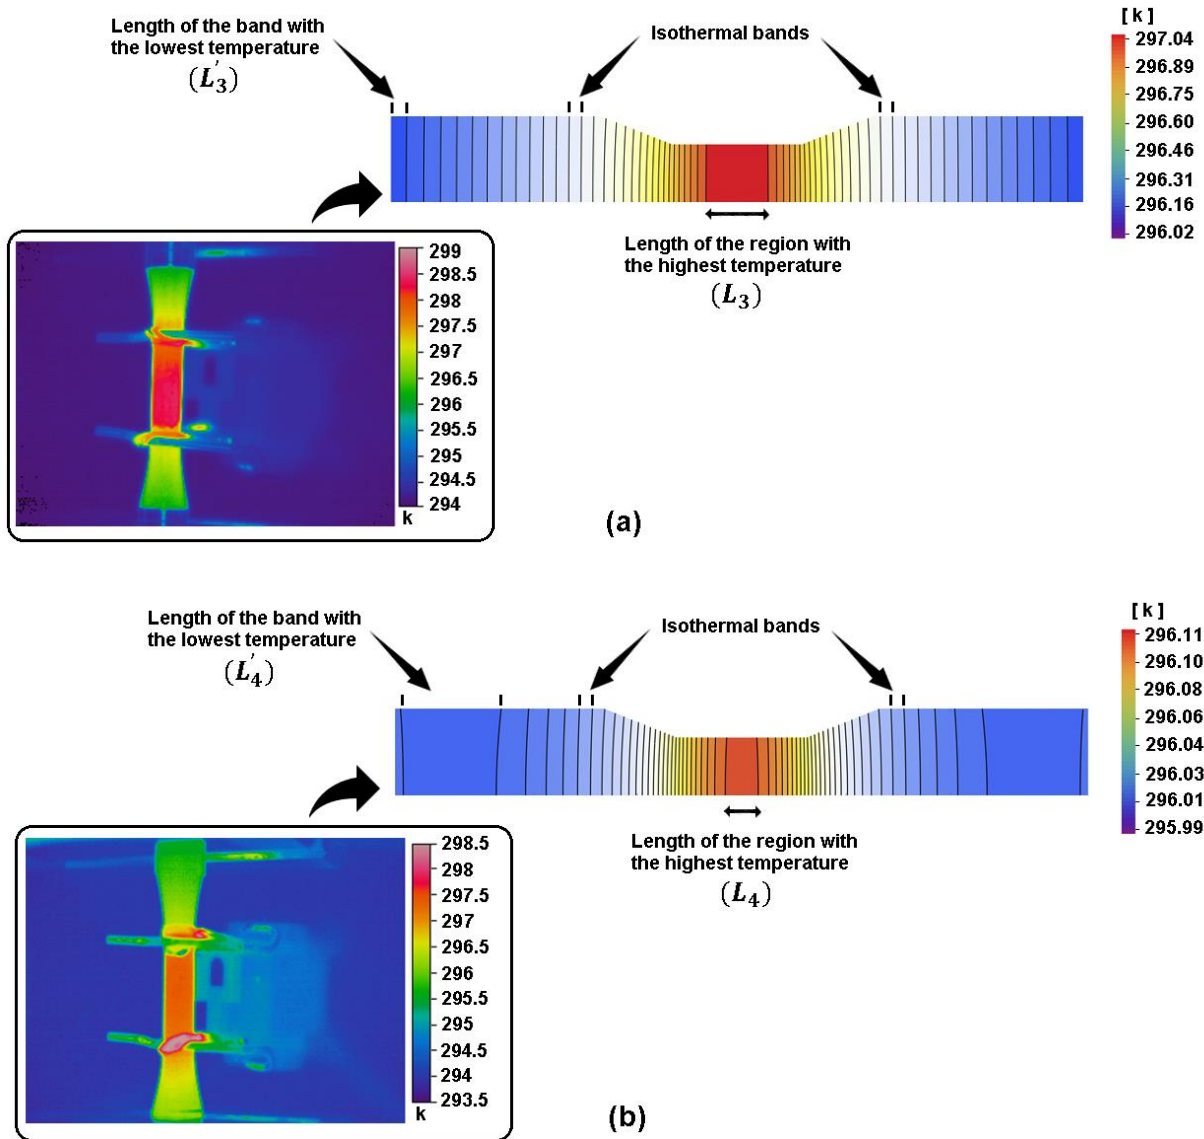 Length of the band with
the lowest temperature
(L₃′)
Isothermal bands
[ k ]
297.04
296.89
296.75
296.60
296.46
296.31
296.16
296.02
Length of the region with
the highest temperature
(L₃)
299
298.5
298
297.5
297
296.5
296
295.5
295
294.5
294
k
(a)
Length of the band with
the lowest temperature
(L₄′)
Isothermal bands
[ k ]
296.11
296.10
296.08
296.06
296.04
296.03
296.01
295.99
Length of the region with
the highest temperature
(L₄)
298.5
298
297.5
297
296.5
296
295.5
295
294.5
294
293.5
k
(b)